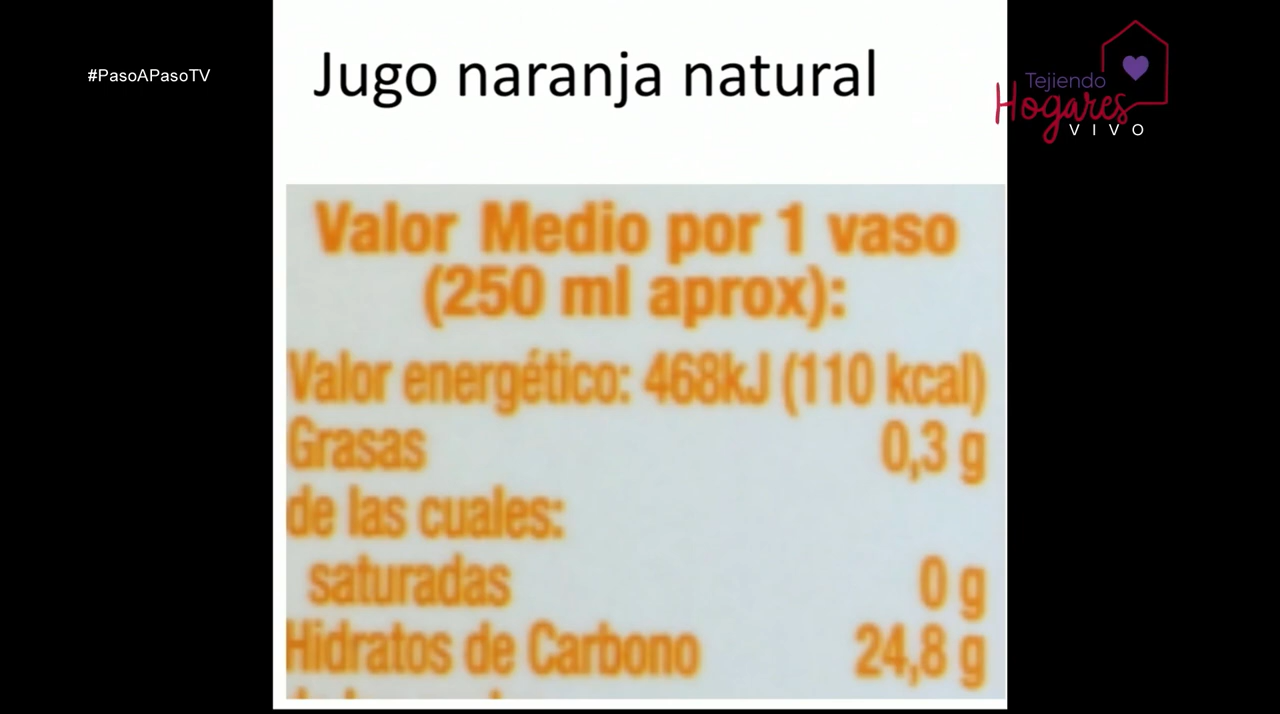 #PasoAPasoTV
Jugo naranja natural
Tejiendo
Hogares
VIVO
Valor Medio por 1 vaso
(250 ml aprox):
Valor energético: 468kJ (110 kcal)
Grasas 0,3 g
de las cuales:
saturadas 0 g
Hidratos de Carbono 24,8 g